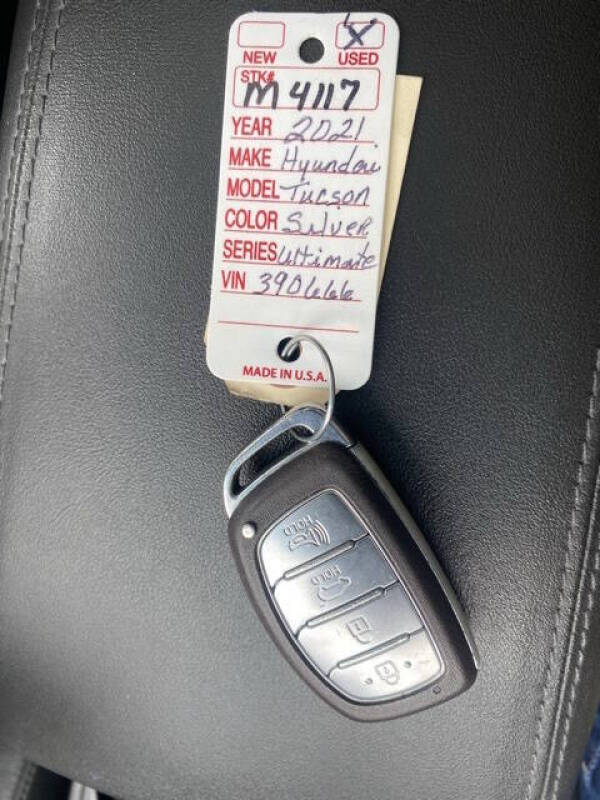 X
NEW USED
STK# M4117
YEAR 2021
MAKE Hyundai
MODEL Tucson
COLOR Silver
SERIES Ultimate
VIN 390666
MADE IN U.S.A.
HOLD
HOLD